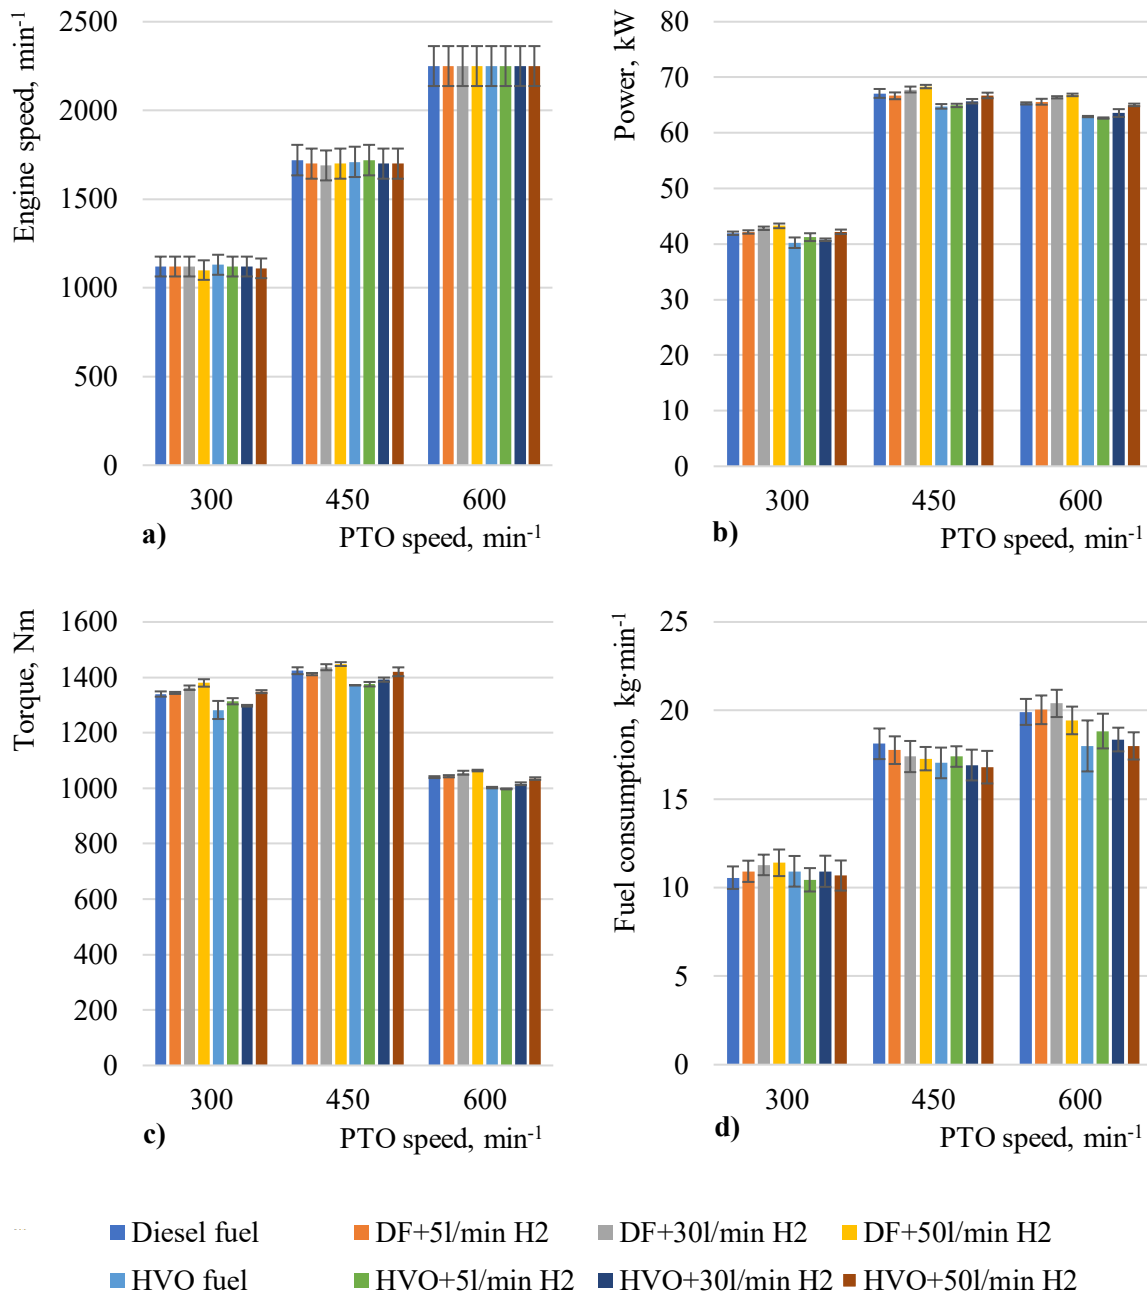 Engine speed, min-1
2500
2000
1500
1000
500
0
300 450 600
a) PTO speed, min-1
Power, kW
80
70
60
50
40
30
20
10
0
300 450 600
b) PTO speed, min-1
Torque, Nm
1600
1400
1200
1000
800
600
400
200
0
300 450 600
c) PTO speed, min-1
Fuel consumption, kg·min-1
25
20
15
10
5
0
300 450 600
d) PTO speed, min-1
Diesel fuel DF+5l/min H2 DF+30l/min H2 DF+50l/min H2
HVO fuel HVO+5l/min H2 HVO+30l/min H2 HVO+50l/min H2